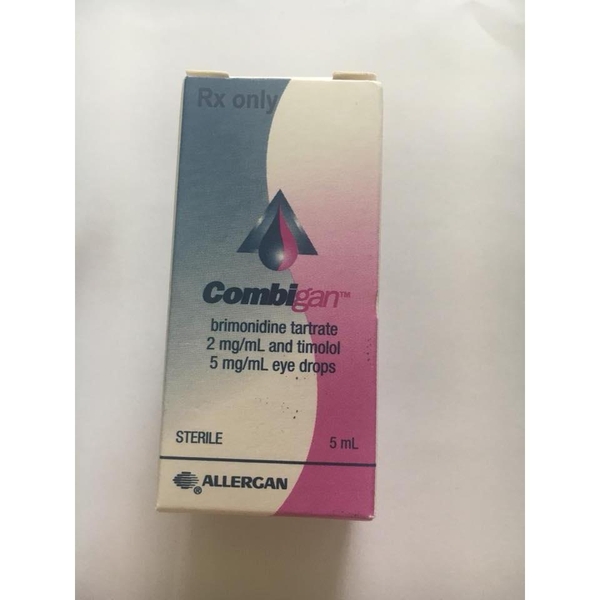 Rx only
Combigan™
brimonidine tartrate
2 mg/mL and timolol
5 mg/mL eye drops
STERILE 5 mL
® ALLERGAN